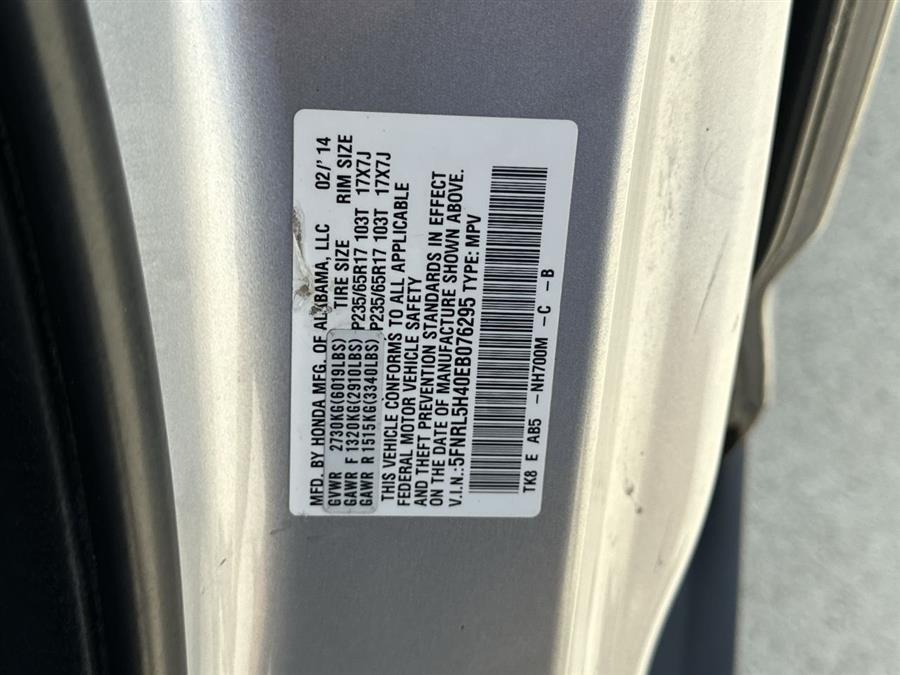 MFD. BY HONDA MFG. OF ALABAMA, LLC 02/'14
GVWR 2730KG(6019LBS) TIRE SIZE RIM SIZE
GAWR F 1320KG(2910LBS) P235/65R17 103T 17X7J
GAWR R 1515KG(3340LBS) P235/65R17 103T 17X7J
THIS VEHICLE CONFORMS TO ALL APPLICABLE
FEDERAL MOTOR VEHICLE SAFETY
AND THEFT PREVENTION STANDARDS IN EFFECT
ON THE DATE OF MANUFACTURE SHOWN ABOVE.
V.I.N.:5FNRL5H40EB076295 TYPE: MPV
TK8 E AB5 -NH700M -C -B